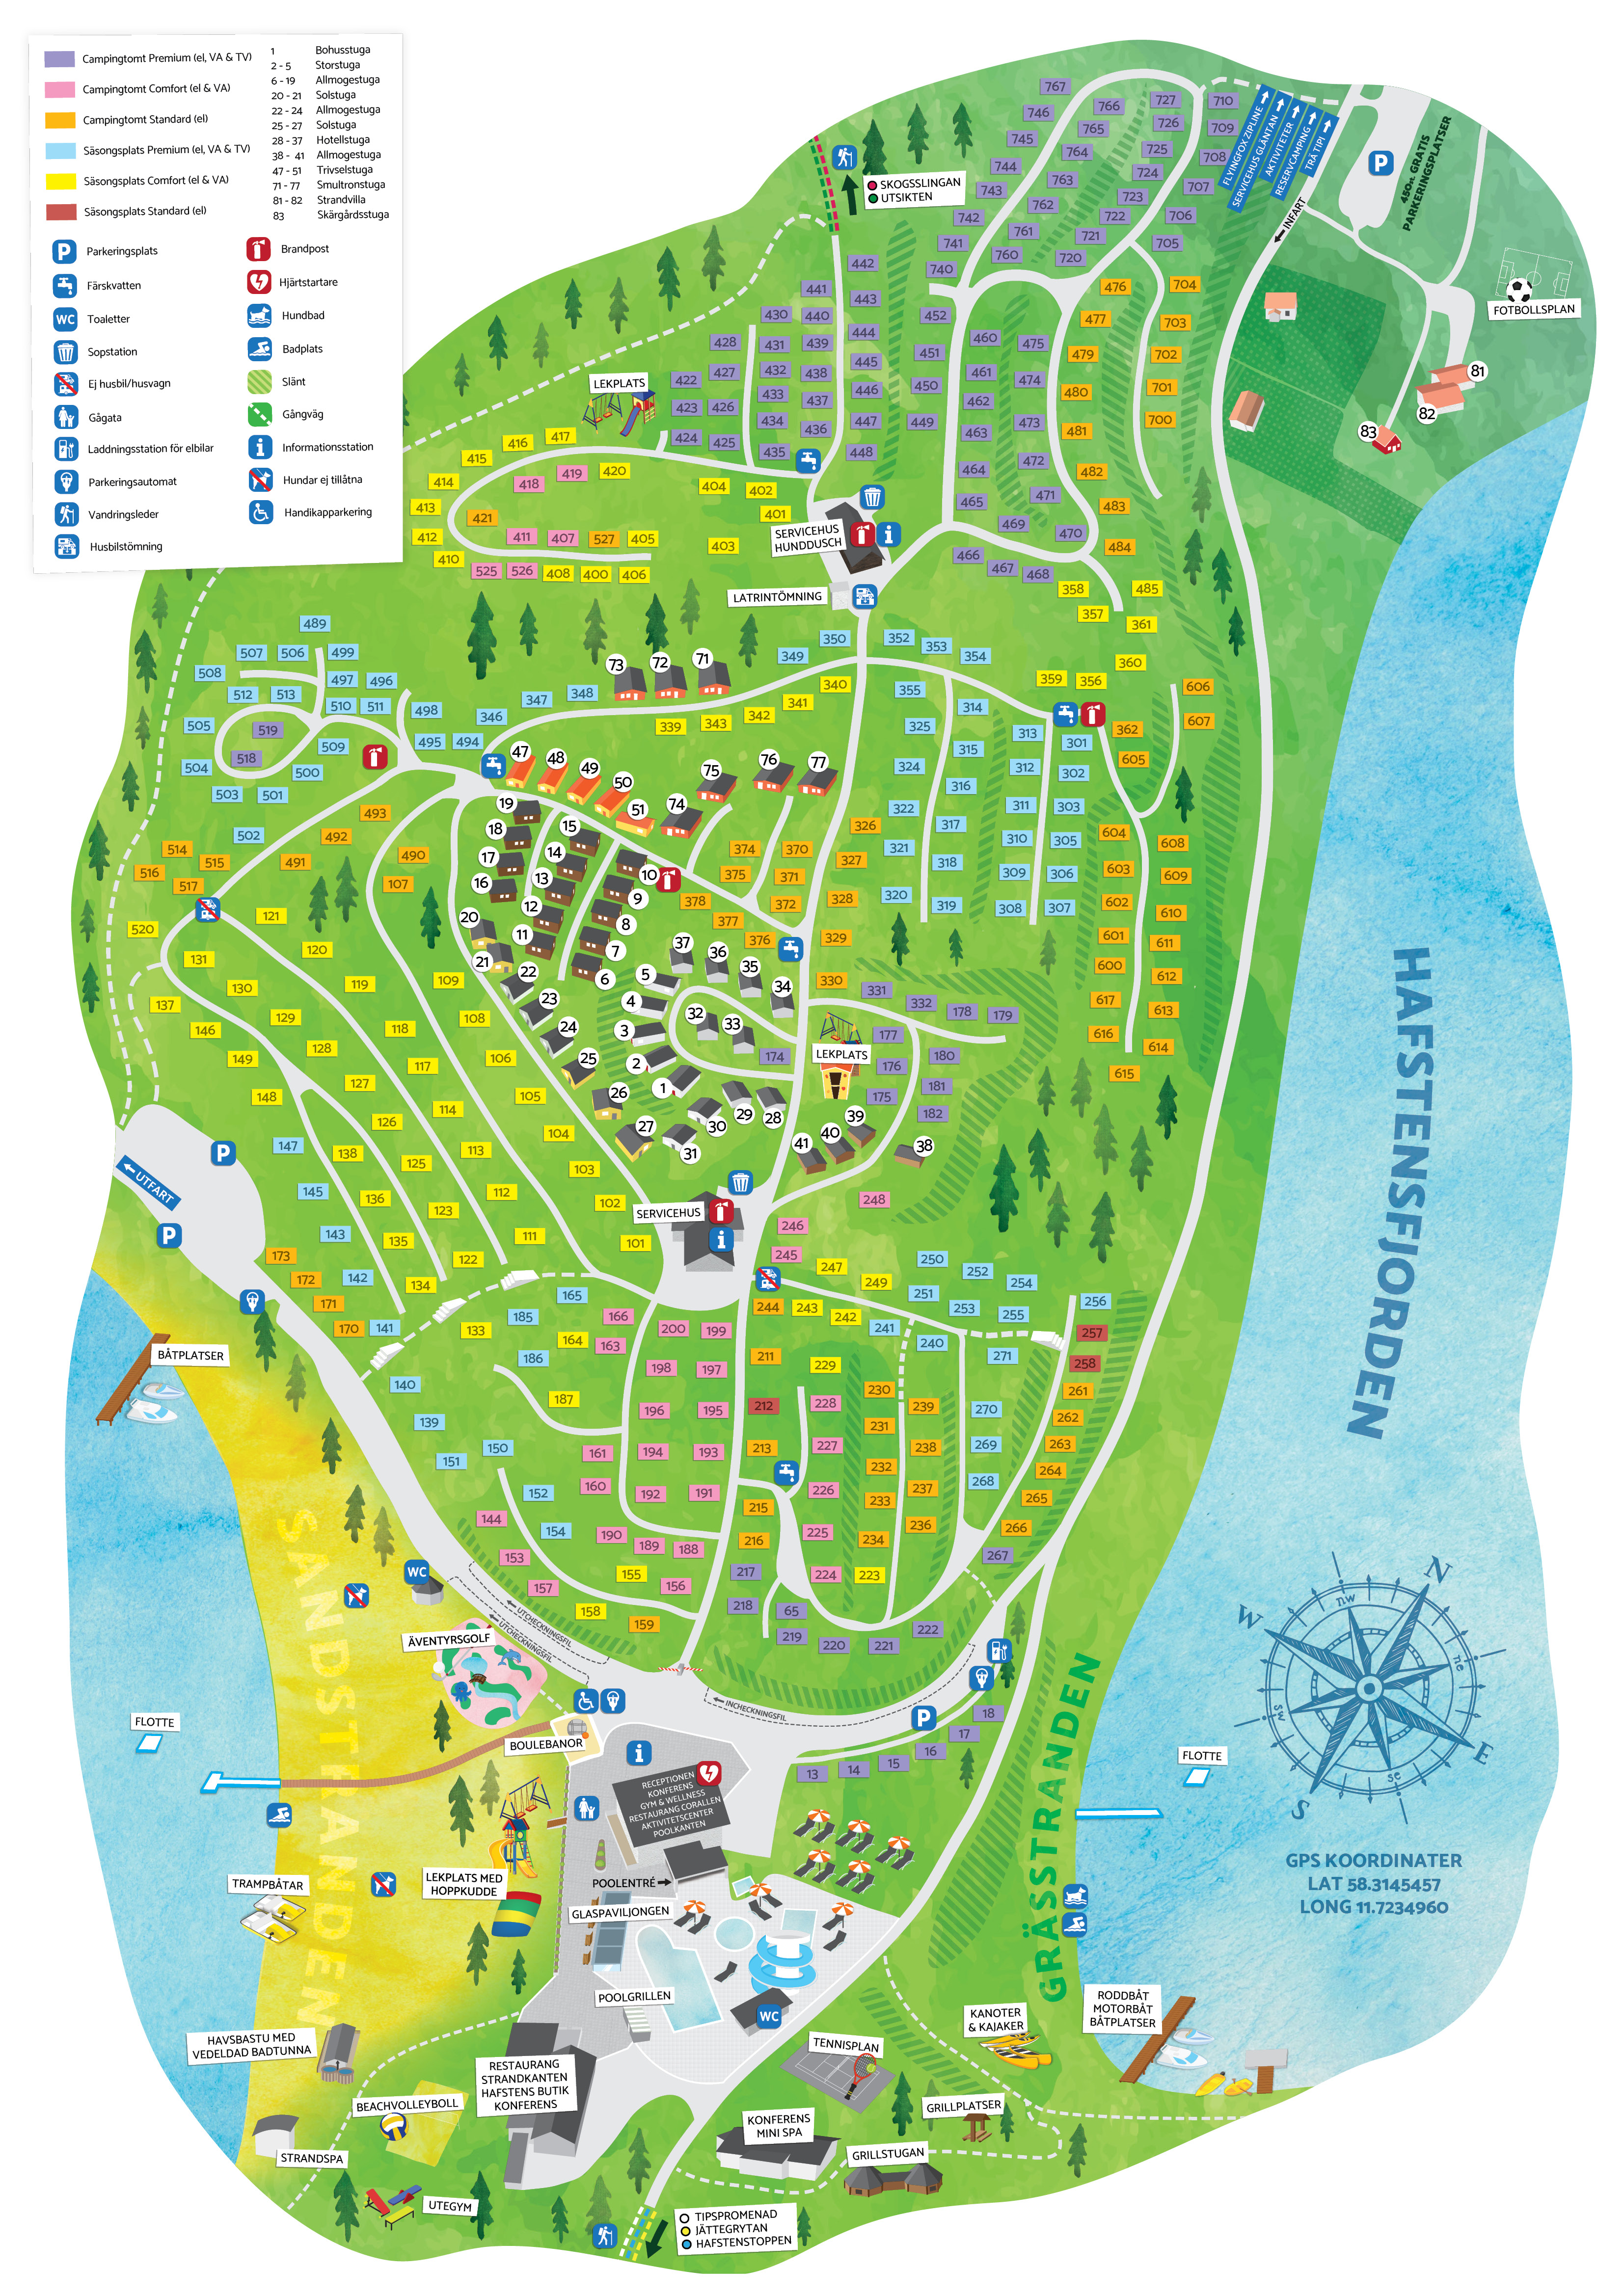 Campingtomt Premium (el, VA & TV)
Campingtomt Comfort (el & VA)
Campingtomt Standard (el)
Säsongsplats Premium (el, VA & TV)
Säsongsplats Comfort (el & VA)
Säsongsplats Standard (el)
1 Bohusstuga
2 - 5 Storstuga
6 - 19 Allmogestuga
20 - 21 Solstuga
22 - 24 Allmogestuga
25 - 27 Solstuga
28 - 37 Hotellstuga
38 - 41 Allmogestuga
47 - 51 Trivselstuga
71 - 77 Smultronstuga
81 - 82 Strandvilla
83 Skärgårdsstuga
P Parkeringsplats
Färskvatten
WC Toaletter
Sopstation
Ej husbil/husvagn
Gågata
Laddningsstation för elbilar
Parkeringsautomat
Vandringsleder
Husbilstömning
Brandpost
Hjärtstartare
Hundbad
Badplats
Slänt
Gångväg
i Informationsstation
Hundar ej tillåtna
Handikapparkering
SKOGSSLINGAN
UTSIKTEN
FLYINGFOX ZIPLINE
SERVICEHUS GLÄNTAN
AKTIVITETER
RESERVCAMPING
TRÄTIPI
INFART
P
450st. GRATIS
PARKERINGSPLATSER
FOTBOLLSPLAN
81
82
83
767
766 727 710
746 765 726 709
745 764 725 708
744 763 724 707
743 762 723 706
742 761 722 705
741 760 721
740 720
476 704
477 703
479 702
480 701
481 700
482
483
484
485
442
441 443
430 440 444
428 431 439 445
422 427 432 438 446
423 426 433 437 447
424 425 434 436 448
435 449
452 451 450
460 475
461 474
462 473
463 472
464 471
465 469 470
466 467 468
358 357 361
360
359 356
LEKPLATS
417
416
415 420
414 418 419
413 421
412 411 407 527 405
410 525 526 408 400 406
404 402
401
403
SERVICEHUS
HUNDDUSCH
i
LATRINTÖMNING
350 352 353 354
349 355
340
341
342
343
339
348
347
346
73 72 71
489
507 506 499
508 497 496
512 513 510 511 498
505 519 509 495 494
504 518 500
503 501
502 493
514 515 492
516 517 491 490
107
520 121
131 120
137 130 119 109
146 129 118 108
149 128 117 106
148 127 114 105
147 126 113 104
145 138 125 112 103
143 136 123 111 102
142 135 122 101
141 134 133
47 48 49 50 51
75 76 77
74
19 18 17 16
15 14 13 12 11
10 9 8 7 6
20 21
22 23 24
25 26 27
5 4 3 2 1
37 36 35 34
32 33
30 29 28
31
374 370
375 371
378 372
377 376
326
327
328
329
330 331 332 178 179
325 314 313 301
324 315 312 302
322 316 311 303
321 317 310 305
320 318 309 306
319 308 307
362 606
605 607
604 608
603 609
602 610
601 611
600 612
617 613
616 614
615
LEKPLATS
174
177 180
176 181
175 182
41 40 39 38
SERVICEHUS
i
248
246
245
247 249
250 252 254
251 253 255 256
244 243 242 241 240 271
257
258
261
262
263
264
265
266
267
270
269
268
P
UTFART
P
173
172
171
170
BÅTPLATSER
140
139
151 150
152
154
144
153
157
158
159
155 156
165 185 166
164 163
186
187
161
160
200 199
198 197
196 195
194 193
192 191
190 189 188
211
212
213
215
216
217
218
65
219 220 221 222
229
228
227
226
225
224 223
230
231
232
233
234
239
238
237
236
WC
UTCHECKNINGSFIL
UTCHECKNINGSFIL
INCHECKNINGSFIL
ÄVENTYRSGOLF
BOULEBANOR
i
P
18
17
16
15
14
13
RECEPTIONEN
KONFERENS
GYM & WELLNESS
RESTAURANG CORALLEN
AKTIVITETSCENTER
POOLKANTEN
POOLENTRÉ
GLASPAVILJONGEN
POOLGRILLEN
WC
LEKPLATS MED
HOPPKUDDE
FLOTTE
TRAMPBÅTAR
SANDSTRANDEN
HAVSBASTU MED
VEDELDAD BADTUNNA
BEACHVOLLEYBOLL
STRANDSPA
UTEGYM
RESTAURANG
STRANDKANTEN
HAFSTENS BUTIK
KONFERENS
TENNISPLAN
KONFERENS
MINI SPA
GRILLSTUGAN
GRILLPLATSER
KANOTER
& KAJAKER
RODDBÅT
MOTORBÅT
BÅTPLATSER
TIPSPROMENAD
JÄTTEGRYTAN
HAFSTENSTOPPEN
GRÄSSTRANDEN
FLOTTE
HAFSTENSFJORDEN
N
ne
E
se
S
sw
W
nw
GPS KOORDINATER
LAT 58.3145457
LONG 11.7234960